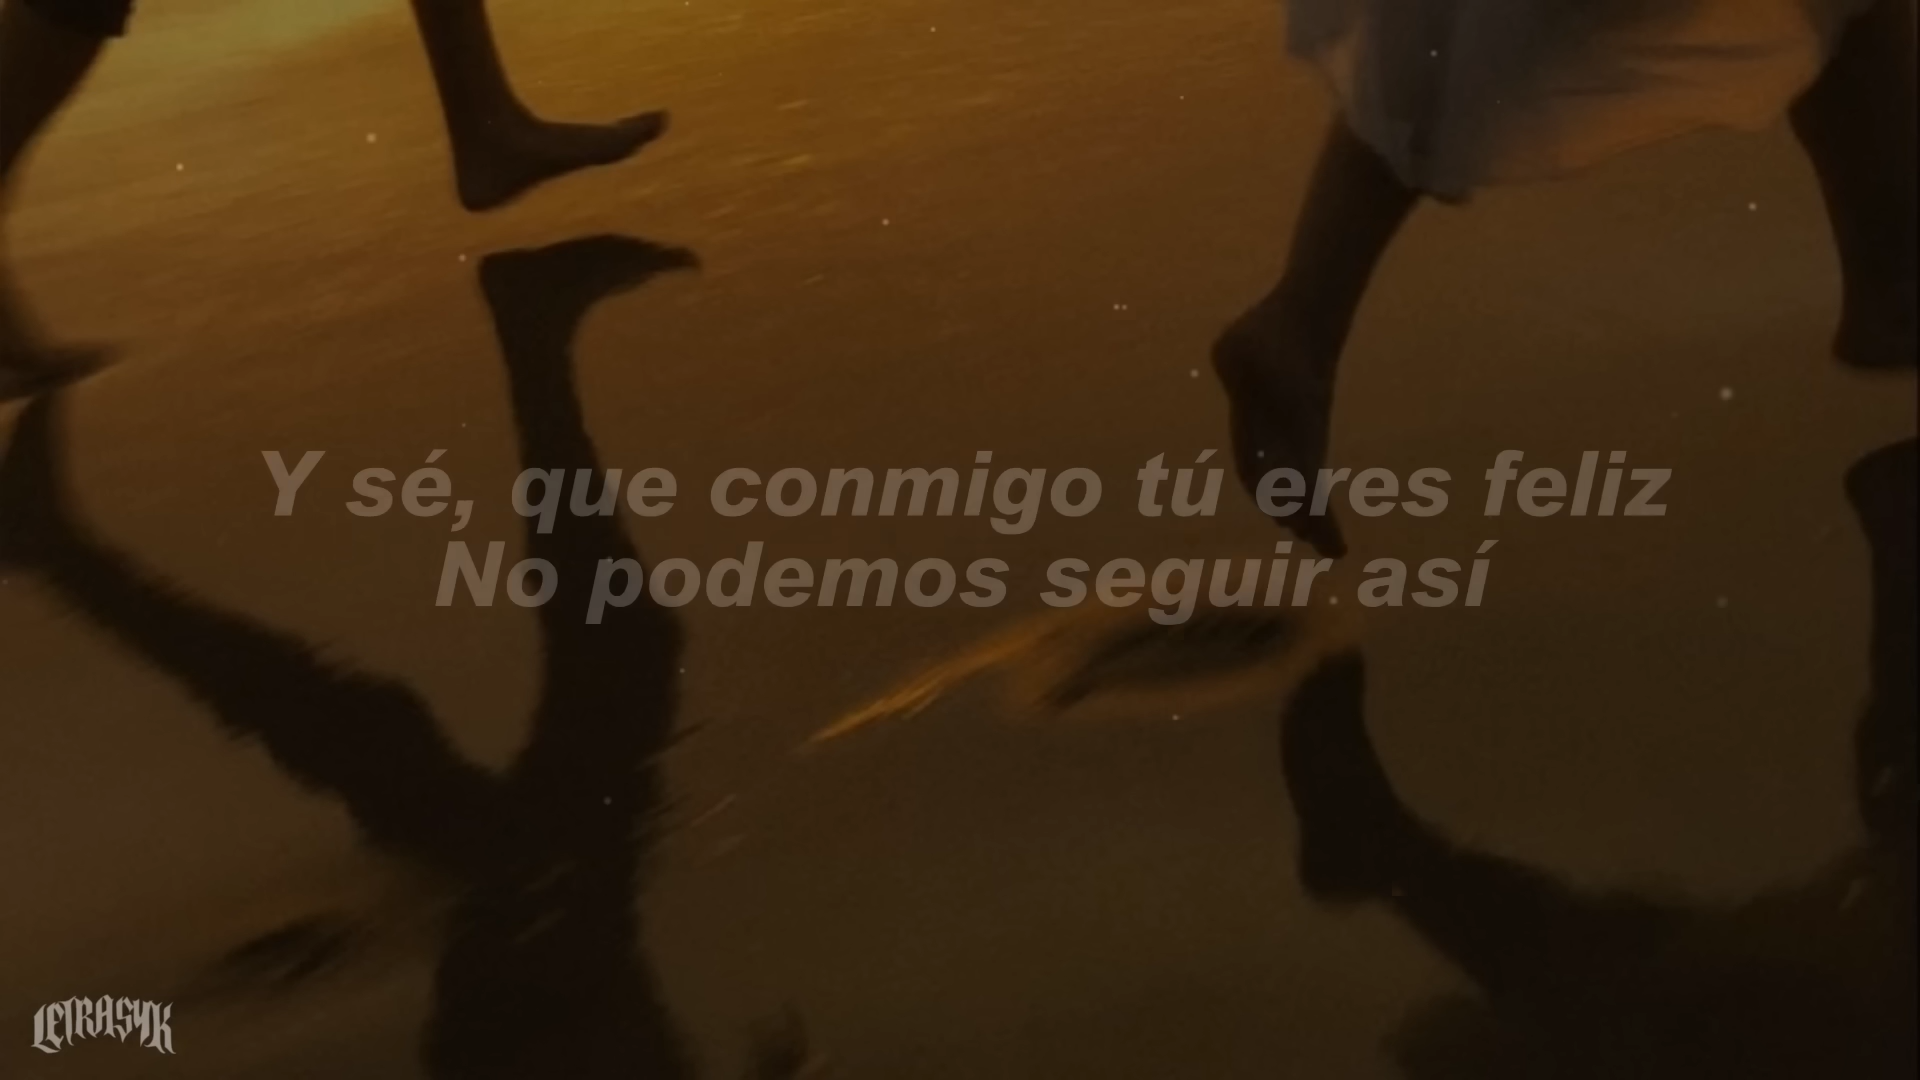 Y sé, que conmigo tú eres feliz
No podemos seguir así
LETRASYK